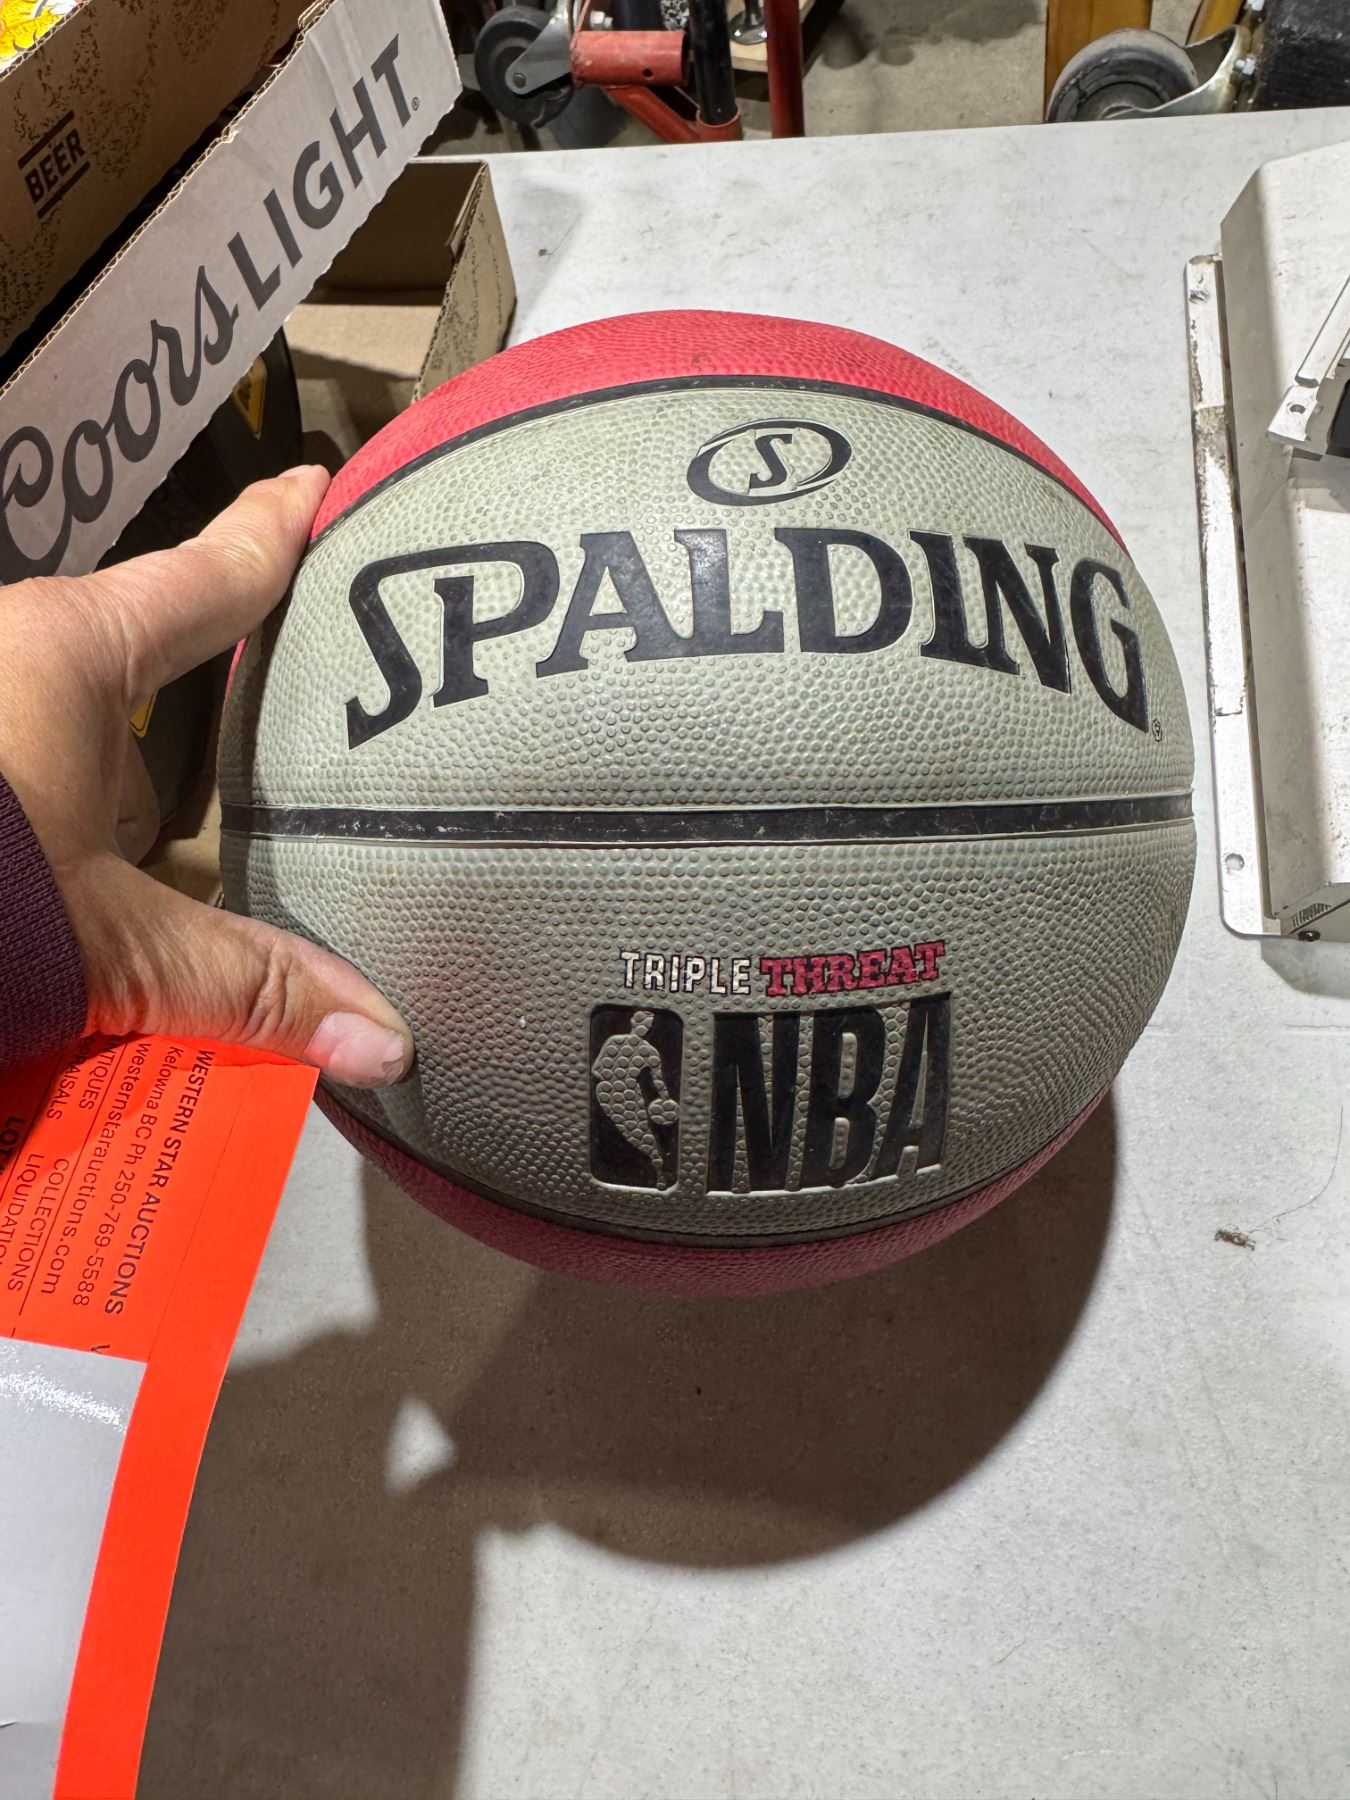 BEER
Coors LIGHT®
S
SPALDING®
TRIPLE THREAT
NBA
WESTERN STAR AUCTIONS
Kelowna BC Ph 250-769-5588
westernstarauctions.com
COLLECTIONS
LIQUIDATION